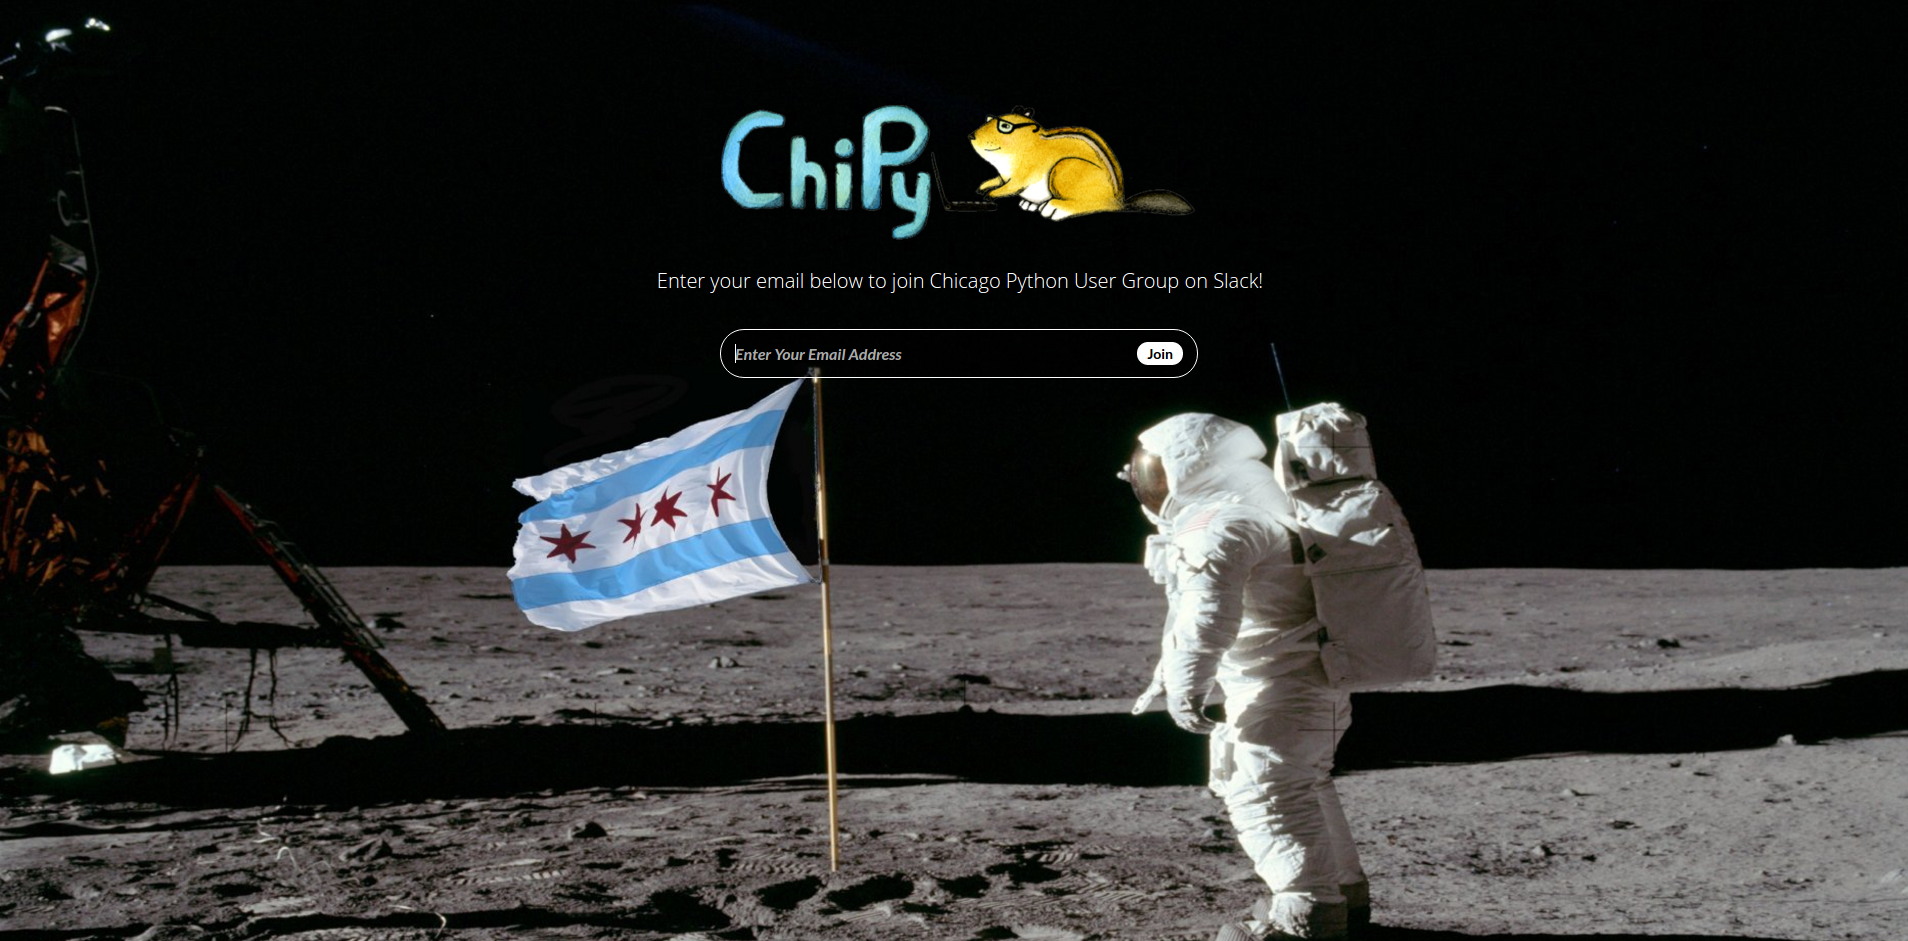 ChiPy
Enter your email below to join Chicago Python User Group on Slack!
Enter Your Email Address
Join